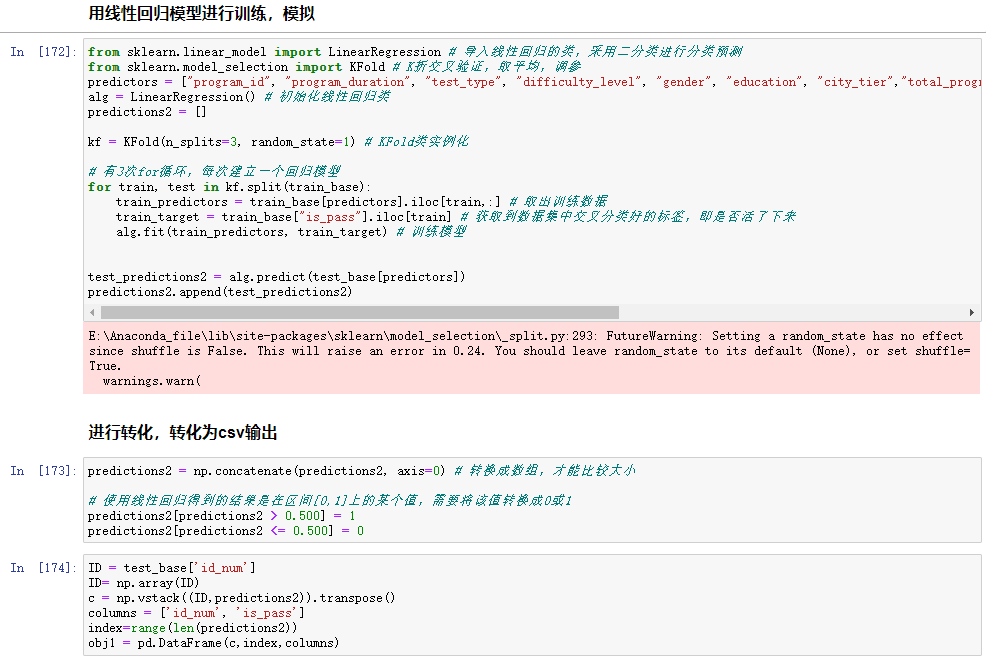 用线性回归模型进行训练，模拟
In [172]: from sklearn.linear_model import LinearRegression # 导入线性回归的类，采用二分类进行分类预测
from sklearn.model_selection import KFold # K折交叉验证，取平均，调参
predictors = ["program_id", "program_duration", "test_type", "difficulty_level", "gender", "education", "city_tier","total_prog
alg = LinearRegression() # 初始化线性回归类
predictions2 = []
kf = KFold(n_splits=3, random_state=1) # KFold类实例化
# 有3次for循环，每次建立一个回归模型
for train, test in kf.split(train_base):
train_predictors = train_base[predictors].iloc[train,:] # 取出训练数据
train_target = train_base["is_pass"].iloc[train] # 获取到数据集中交叉分类好的标签，即是否活了下来
alg.fit(train_predictors, train_target) # 训练模型
test_predictions2 = alg.predict(test_base[predictors])
predictions2.append(test_predictions2)
E:\Anaconda_file\lib\site-packages\sklearn\model_selection\_split.py:293: FutureWarning: Setting a random_state has no effect
since shuffle is False. This will raise an error in 0.24. You should leave random_state to its default (None), or set shuffle=
True.
warnings.warn(
进行转化，转化为csv输出
In [173]: predictions2 = np.concatenate(predictions2, axis=0) # 转换成数组，才能比较大小
# 使用线性回归得到的结果是在区间[0,1]上的某个值，需要将该值转换成0或1
predictions2[predictions2 > 0.500] = 1
predictions2[predictions2 <= 0.500] = 0
In [174]: ID = test_base['id_num']
ID= np.array(ID)
c = np.vstack((ID,predictions2)).transpose()
columns = ['id_num', 'is_pass']
index=range(len(predictions2))
obj1 = pd.DataFrame(c,index,columns)